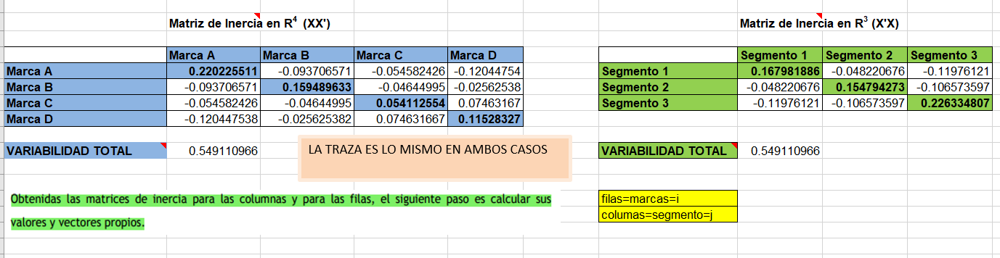 Matriz de Inercia en R4 (XX')
Matriz de Inercia en R3 (X'X)
Marca A Marca B Marca C Marca D
Marca A 0.220225511 -0.093706571 -0.054582426 -0.12044754
Marca B -0.093706571 0.159489633 -0.04644995 -0.02562538
Marca C -0.054582426 -0.04644995 0.054112554 0.07463167
Marca D -0.120447538 -0.025625382 0.074631667 0.11528327
Segmento 1 Segmento 2 Segmento 3
Segmento 1 0.167981886 -0.048220676 -0.11976121
Segmento 2 -0.048220676 0.154794273 -0.106573597
Segmento 3 -0.11976121 -0.106573597 0.226334807
VARIABILIDAD TOTAL 0.549110966
LA TRAZA ES LO MISMO EN AMBOS CASOS
VARIABILIDAD TOTAL 0.549110966
Obtenidas las matrices de inercia para las columnas y para las filas, el siguiente paso es calcular sus
valores y vectores propios.
filas=marcas=i
columas=segmento=j